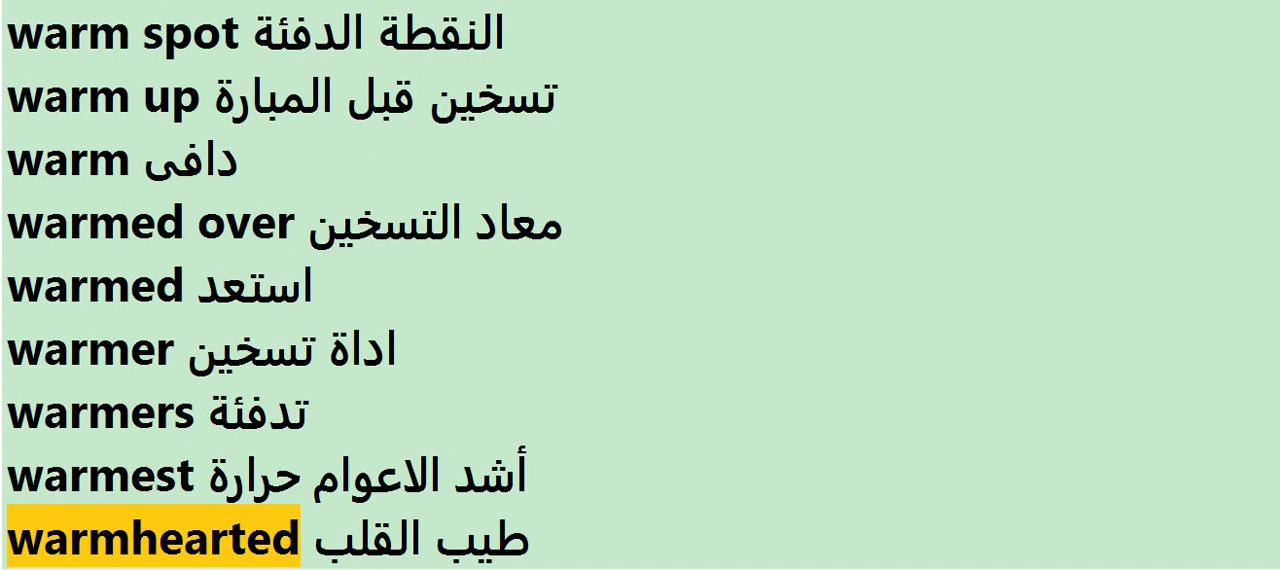 warm spot النقطة الدفئة
warm up تسخين قبل المبارة
warm دافى
warmed over معاد التسخين
warmed استعد
warmer اداة تسخين
warmers تدفئة
warmest أشد الاعوام حرارة
warmhearted طيب القلب